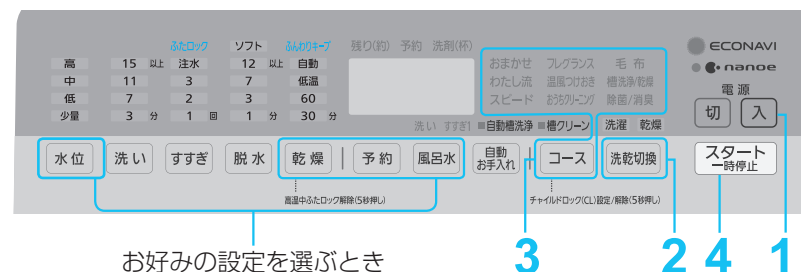 ふたロック ソフト ふんわりキープ 残り(約) 予約 洗剤(杯) ECONAVI
高 15 以上 注水 12 以上 自動 おまかせ フレグランス 毛布 nanoe
中 11 3 7 低温 わたし流 温風つけおき 槽洗浄/乾燥
低 7 2 3 60 スピード おうちクリーニング 除菌/消臭 電源
少量 3 分 1 回 1 分 30 分 切 入
洗い すすぎ1 自動槽洗浄 槽クリーン 洗濯 乾燥
水位 洗い すすぎ 脱水 乾燥 予約 風呂水 自動お手入れ コース 洗乾切換 スタート 一時停止
高温中ふたロック解除(5秒押し) チャイルドロック(CL)設定/解除(5秒押し)
お好みの設定を選ぶとき 3 2 4 1